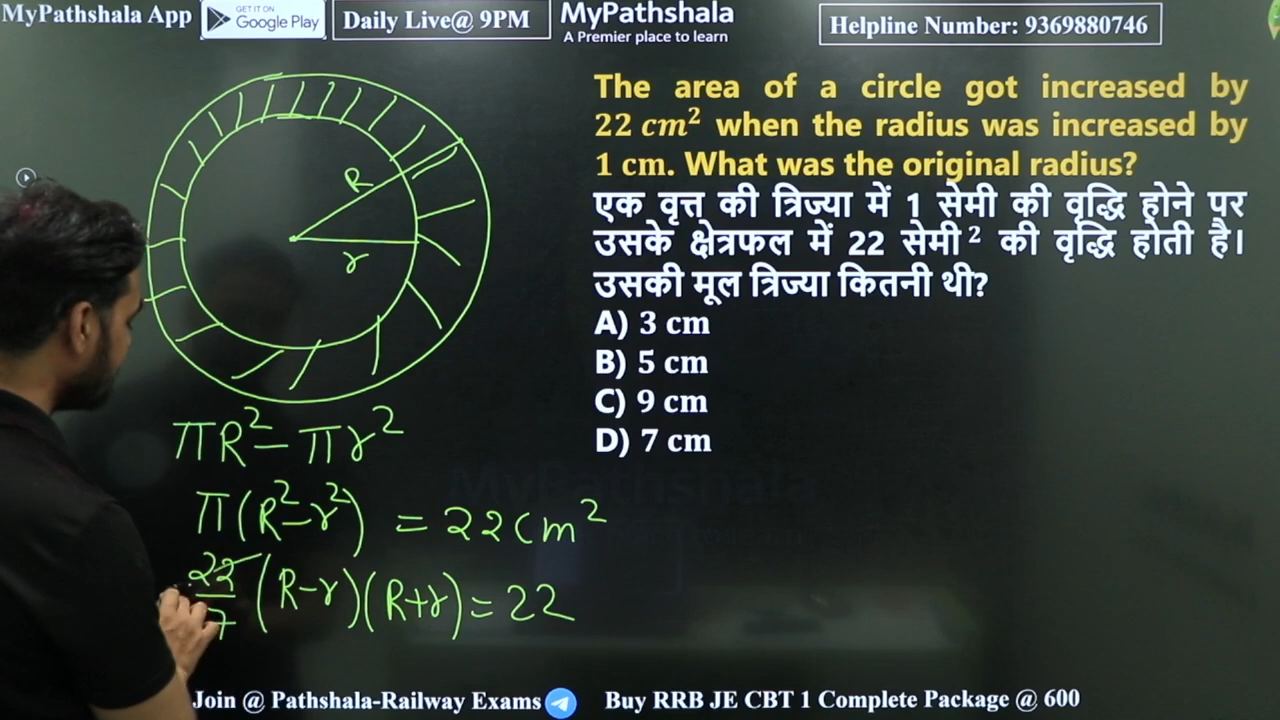 MyPathshala App
GET IT ON
Google Play
Daily Live@ 9PM
MyPathshala
A Premier place to learn
Helpline Number: 9369880746
The area of a circle got increased by
22 cm² when the radius was increased by
1 cm. What was the original radius?
एक वृत्त की त्रिज्या में 1 सेमी की वृद्धि होने पर
उसके क्षेत्रफल में 22 सेमी² की वृद्धि होती है।
उसकी मूल त्रिज्या कितनी थी?
A) 3 cm
B) 5 cm
C) 9 cm
D) 7 cm
R
r
πR² - πr²
π(R² - r²) = 22 cm²
22/7 (R-r)(R+r) = 22
Join @ Pathshala-Railway Exams
Buy RRB JE CBT 1 Complete Package @ 600